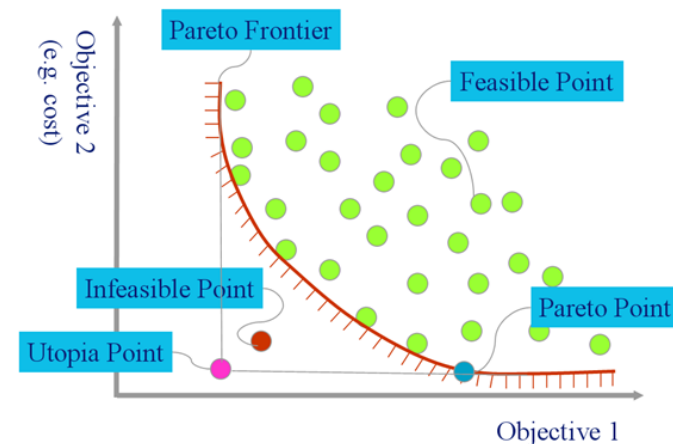 Pareto Frontier
Objective 2
(e.g. cost)
Feasible Point
Infeasible Point
Pareto Point
Utopia Point
Objective 1